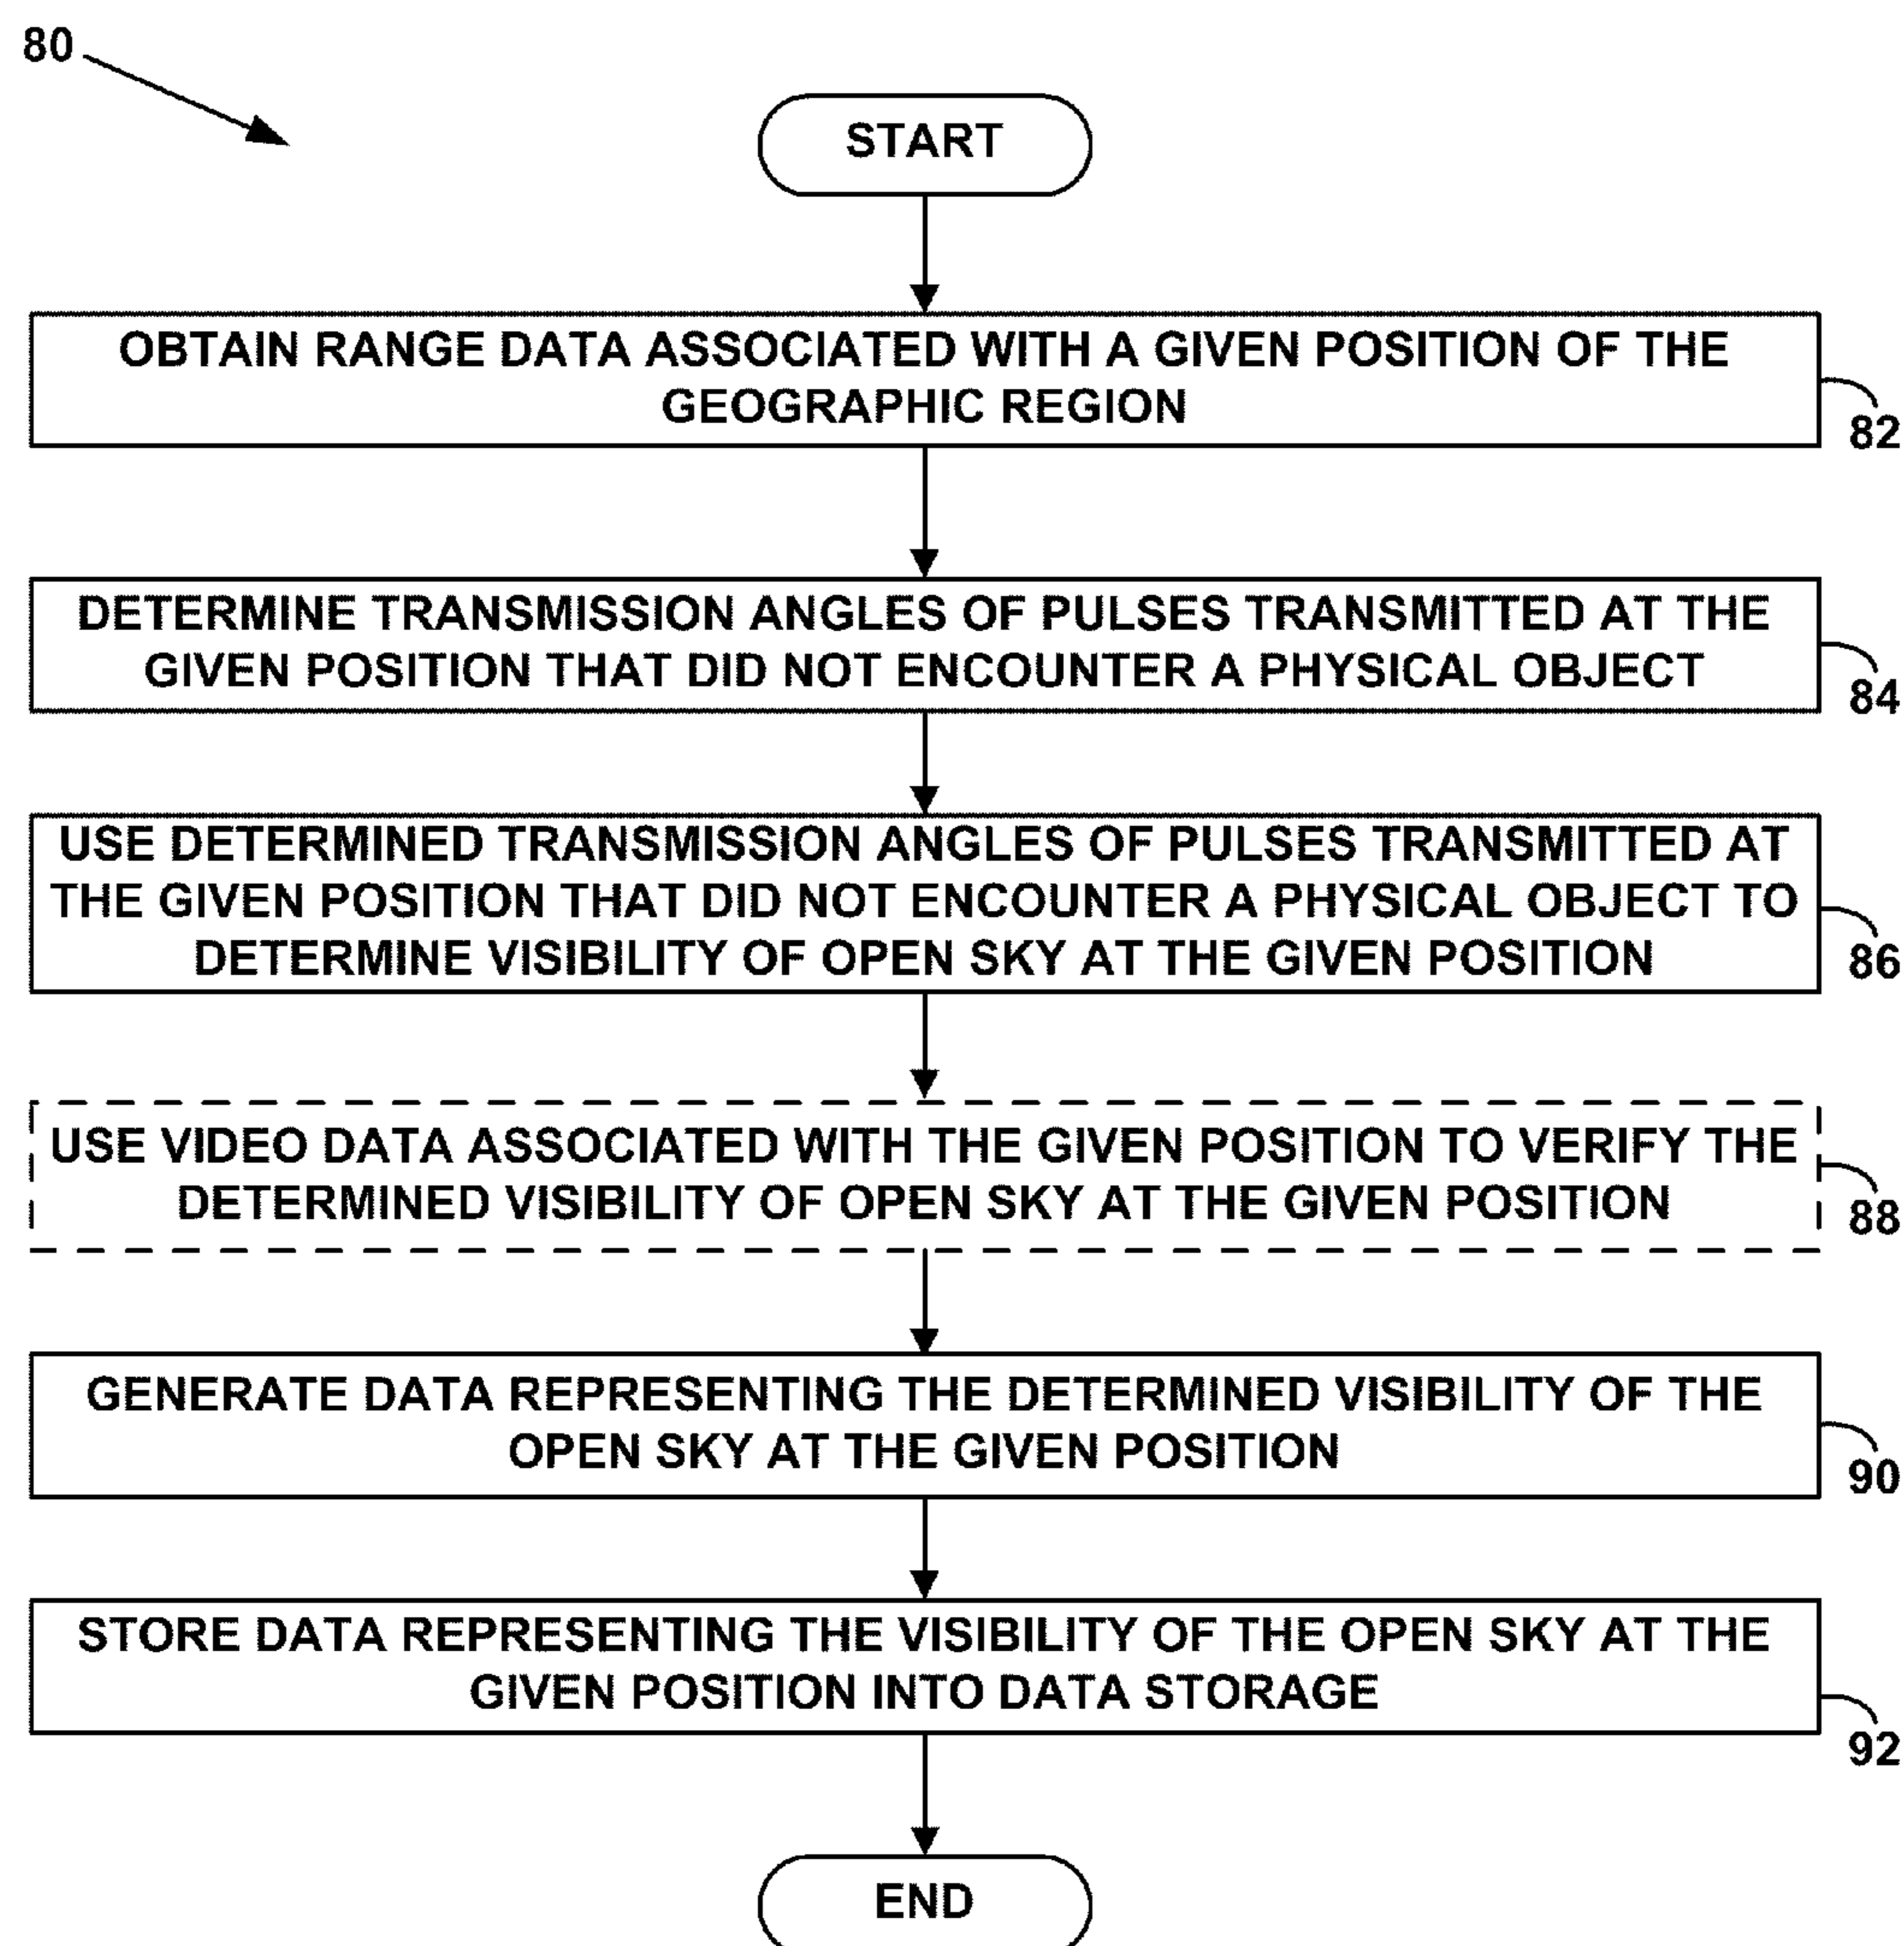 80
START
OBTAIN RANGE DATA ASSOCIATED WITH A GIVEN POSITION OF THE
GEOGRAPHIC REGION
82
DETERMINE TRANSMISSION ANGLES OF PULSES TRANSMITTED AT THE
GIVEN POSITION THAT DID NOT ENCOUNTER A PHYSICAL OBJECT
84
USE DETERMINED TRANSMISSION ANGLES OF PULSES TRANSMITTED AT
THE GIVEN POSITION THAT DID NOT ENCOUNTER A PHYSICAL OBJECT TO
DETERMINE VISIBILITY OF OPEN SKY AT THE GIVEN POSITION
86
USE VIDEO DATA ASSOCIATED WITH THE GIVEN POSITION TO VERIFY THE
DETERMINED VISIBILITY OF OPEN SKY AT THE GIVEN POSITION
88
GENERATE DATA REPRESENTING THE DETERMINED VISIBILITY OF THE
OPEN SKY AT THE GIVEN POSITION
90
STORE DATA REPRESENTING THE VISIBILITY OF THE OPEN SKY AT THE
GIVEN POSITION INTO DATA STORAGE
92
END